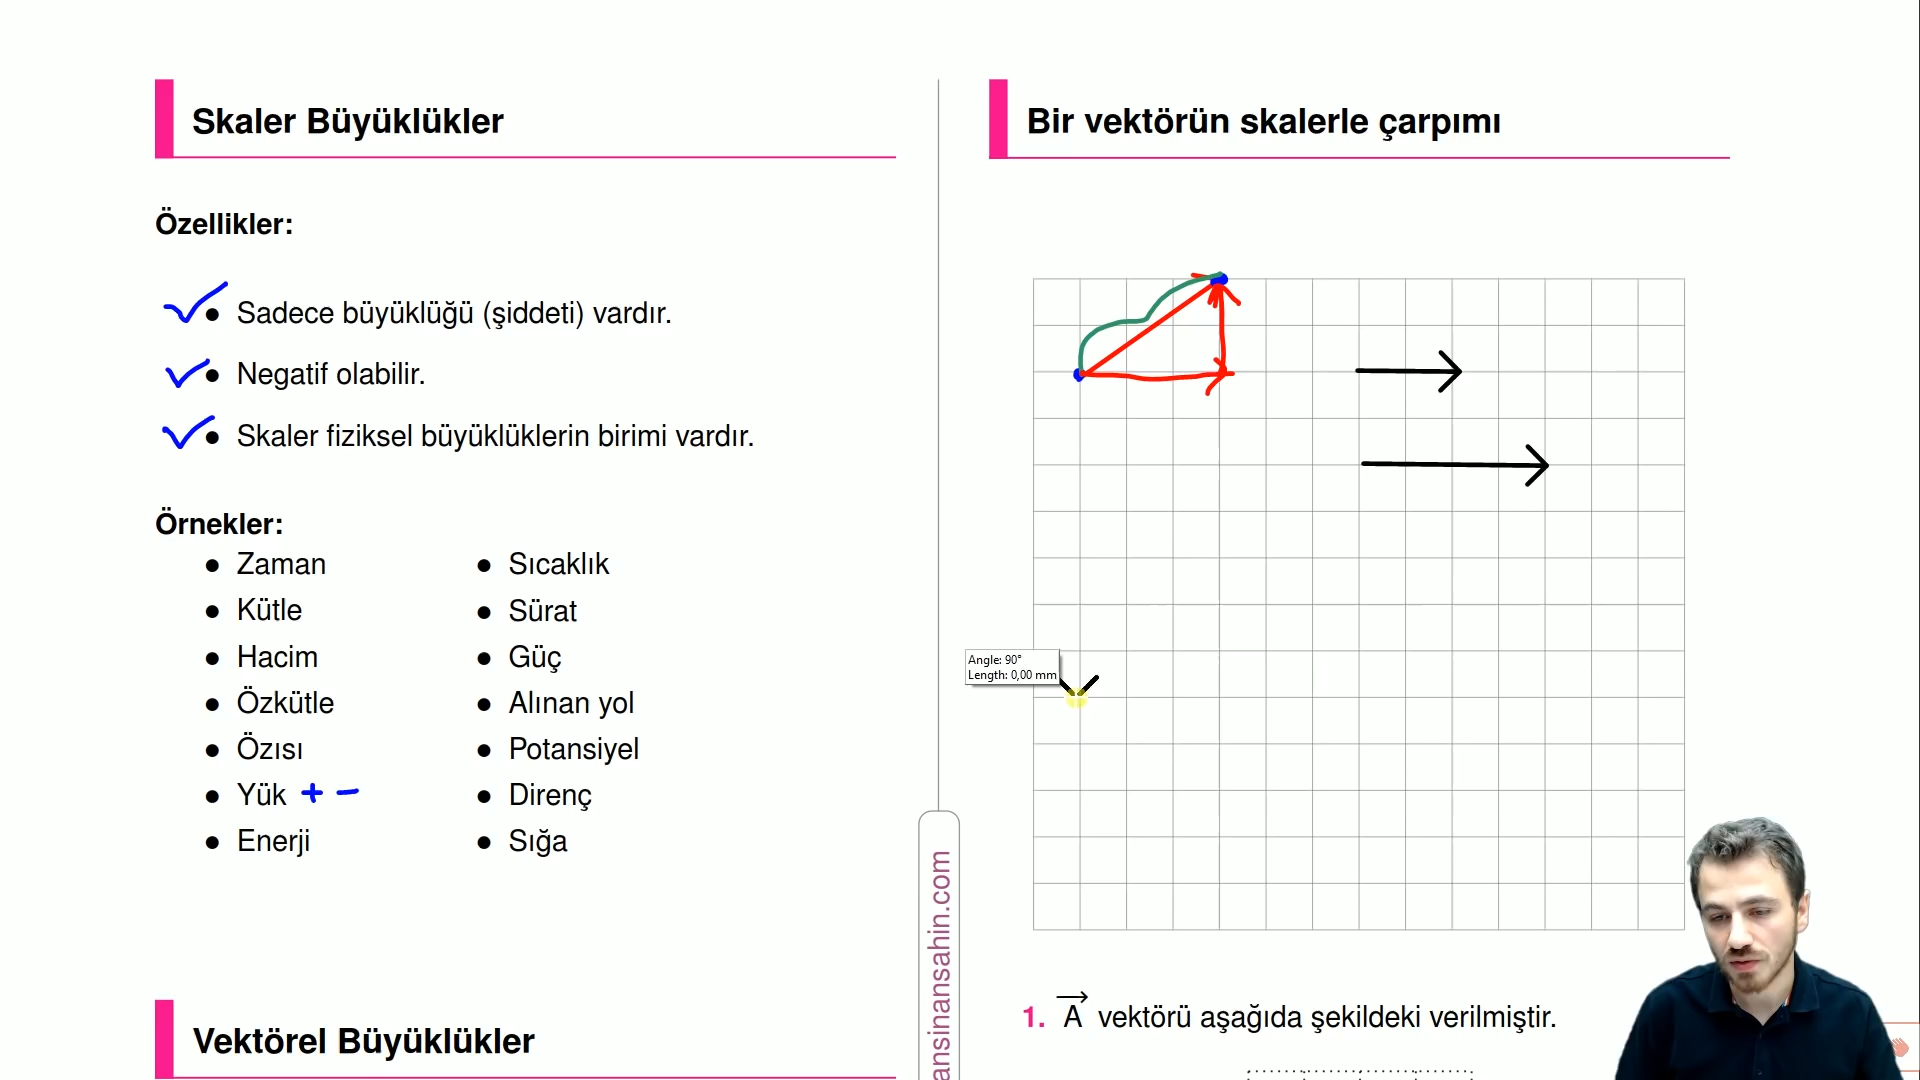 Skaler Büyüklükler
Özellikler:
● Sadece büyüklüğü (şiddeti) vardır.
● Negatif olabilir.
● Skaler fiziksel büyüklüklerin birimi vardır.
Örnekler:
● Zaman
● Kütle
● Hacim
● Özkütle
● Özısı
● Yük + −
● Enerji
● Sıcaklık
● Sürat
● Güç
● Alınan yol
● Potansiyel
● Direnç
● Sığa
Vektörel Büyüklükler
ansinansahin.com
Bir vektörün skalerle çarpımı
Angle: 90°
Length: 0,00 mm
1. A vektörü aşağıda şekildeki verilmiştir.